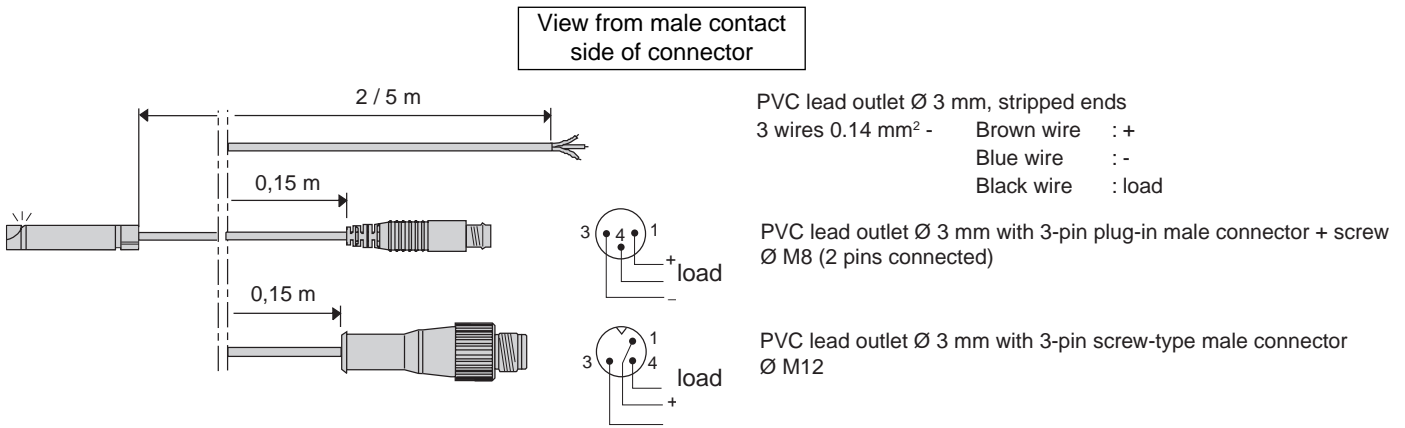 View from male contact
side of connector
2 / 5 m
PVC lead outlet Ø 3 mm, stripped ends
3 wires 0.14 mm² - Brown wire : +
Blue wire : -
Black wire : load
0,15 m
3 4 1
+
load
–
PVC lead outlet Ø 3 mm with 3-pin plug-in male connector + screw
Ø M8 (2 pins connected)
0,15 m
1
3 4
load
+
PVC lead outlet Ø 3 mm with 3-pin screw-type male connector
Ø M12